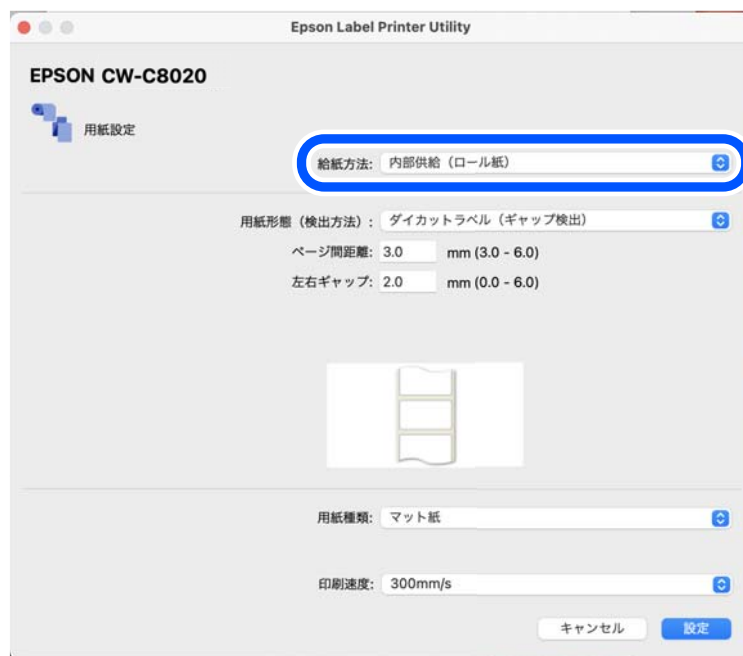 Epson Label Printer Utility
EPSON CW-C8020
用紙設定
給紙方法: 内部供給（ロール紙）
用紙形態（検出方法）: ダイカットラベル（ギャップ検出）
ページ間距離: 3.0 mm (3.0 - 6.0)
左右ギャップ: 2.0 mm (0.0 - 6.0)
用紙種類: マット紙
印刷速度: 300mm/s
キャンセル 設定